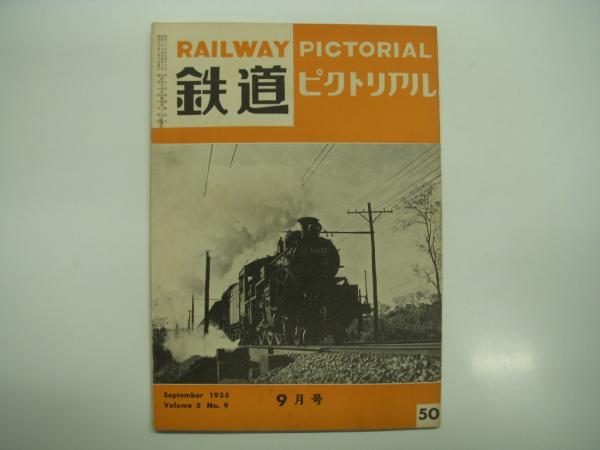 RAILWAY PICTORIAL
鉄道ピクトリアル
September 1955
Volume 5 No. 9
9月号
50